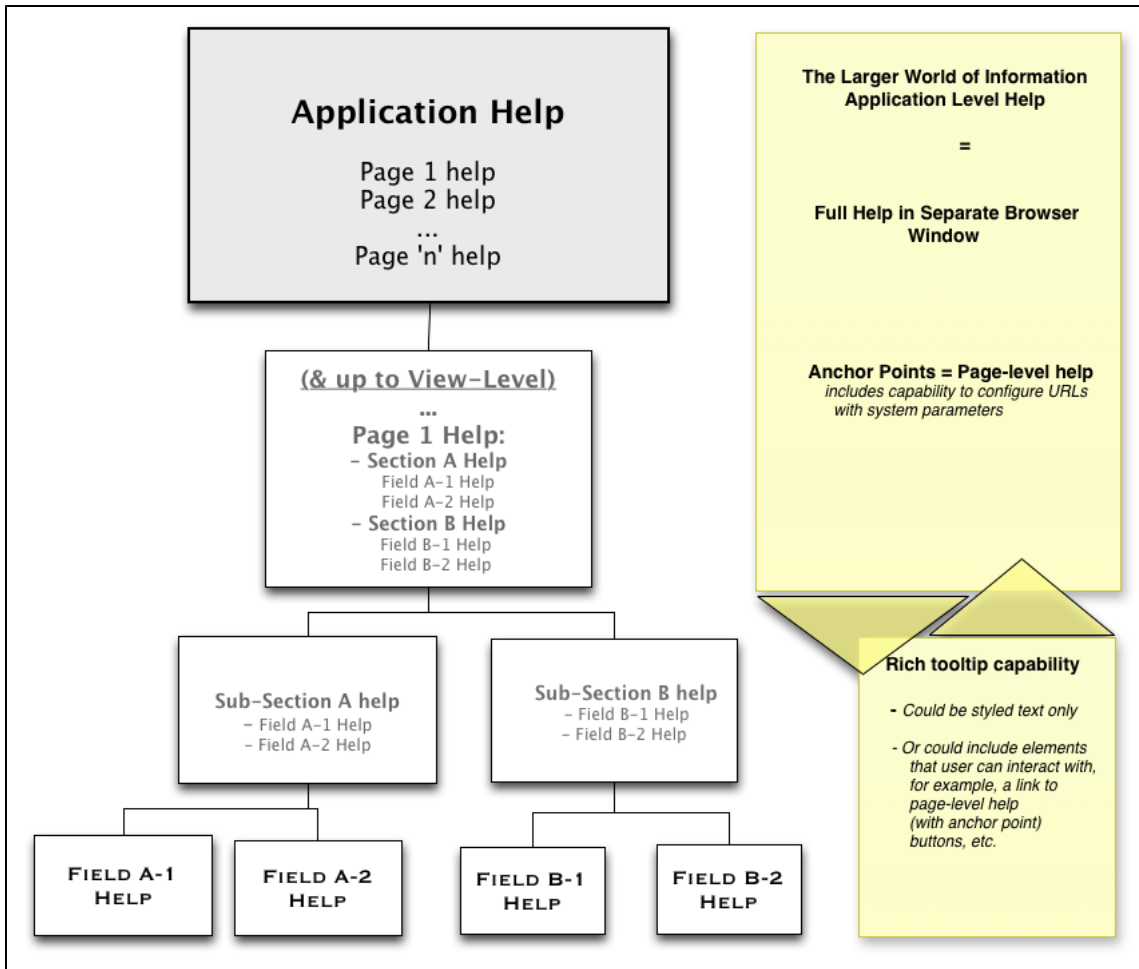 Application Help
Page 1 help
Page 2 help
...
Page 'n' help
(& up to View-Level)
...
Page 1 Help:
- Section A Help
Field A-1 Help
Field A-2 Help
- Section B Help
Field B-1 Help
Field B-2 Help
Sub-Section A help
- Field A-1 Help
- Field A-2 Help
Sub-Section B help
- Field B-1 Help
- Field B-2 Help
Field A-1
Help
Field A-2
Help
Field B-1
Help
Field B-2
Help
The Larger World of Information
Application Level Help
=
Full Help in Separate Browser
Window
Anchor Points = Page-level help
includes capability to configure URLs
with system parameters
Rich tooltip capability
- Could be styled text only
- Or could include elements
that user can interact with,
for example, a link to
page-level help
(with anchor point)
buttons, etc.